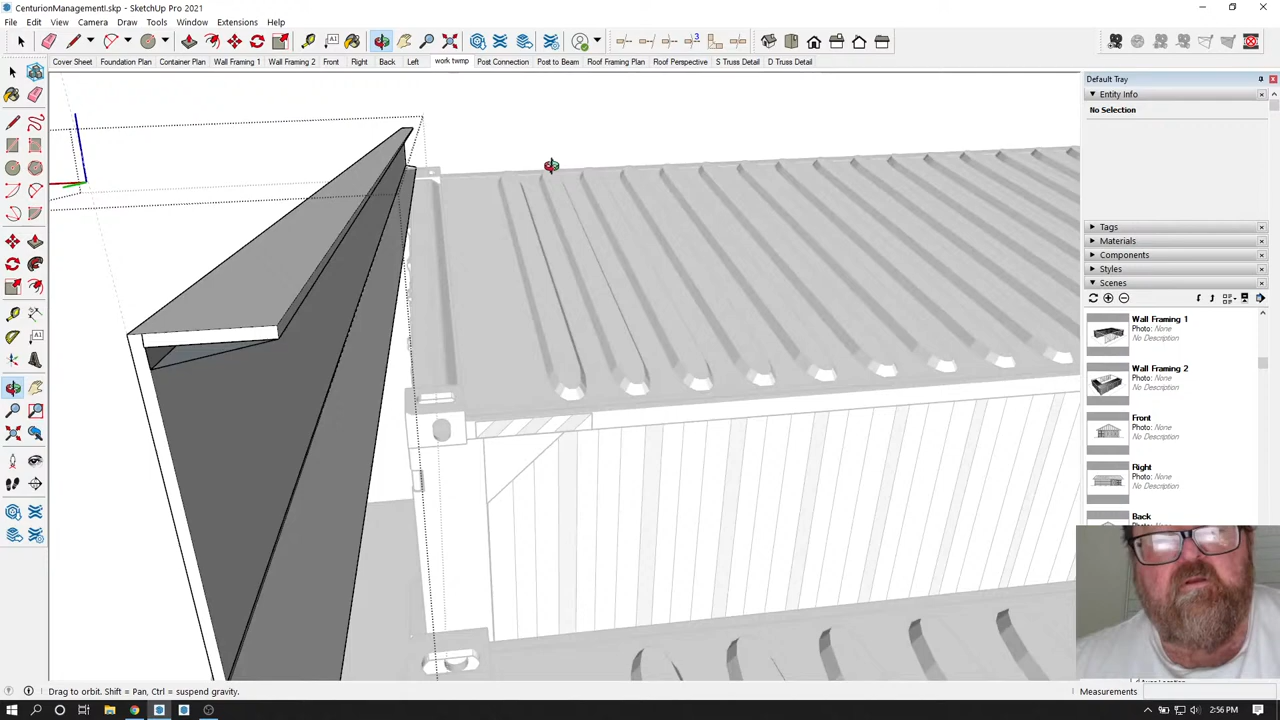 CenturionManagementI.skp - SketchUp Pro 2021
File Edit View Camera Draw Tools Window Extensions Help
3
Cover Sheet Foundation Plan Container Plan Wall Framing 1 Wall Framing 2 Front Right Back Left work twmp Post Connection Post to Beam Roof Framing Plan Roof Perspective S Truss Detail D Truss Detail
Default Tray
Entity Info
No Selection
Tags
Materials
Components
Styles
Scenes
Wall Framing 1
Photo: None
No Description
Wall Framing 2
Photo: None
No Description
Front
Photo: None
No Description
Right
Photo: None
No Description
Back
Drag to orbit. Shift = Pan, Ctrl = suspend gravity.
Measurements
2:56 PM